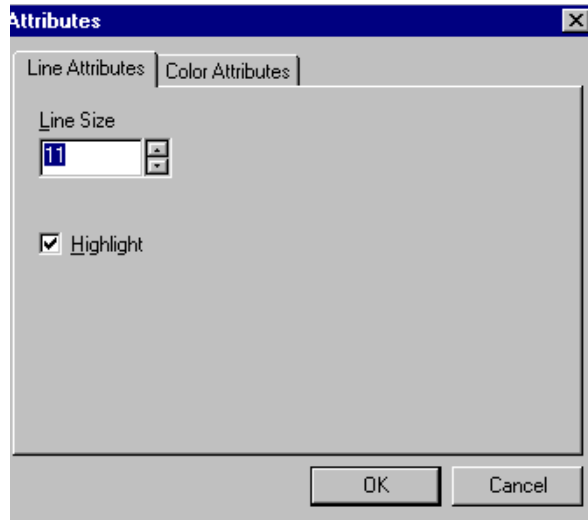 Attributes
Line Attributes Color Attributes
Line Size
11
Highlight
OK Cancel